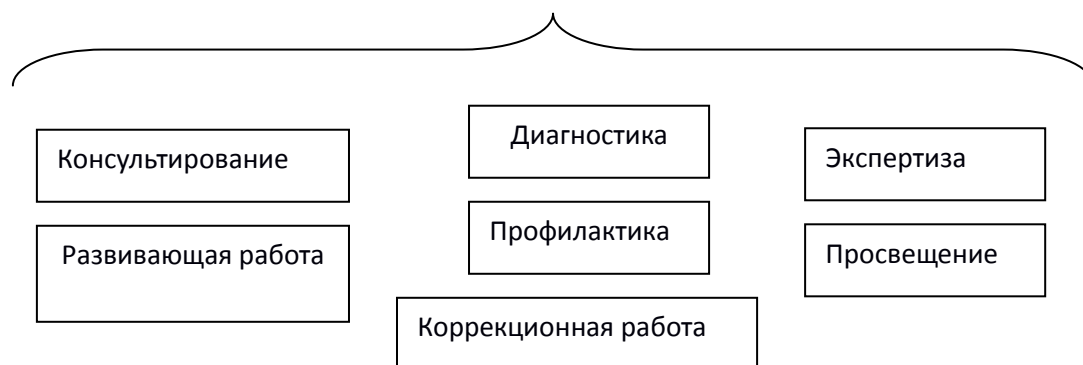 Диагностика
Консультирование
Экспертиза
Профилактика
Развивающая работа
Просвещение
Коррекционная работа